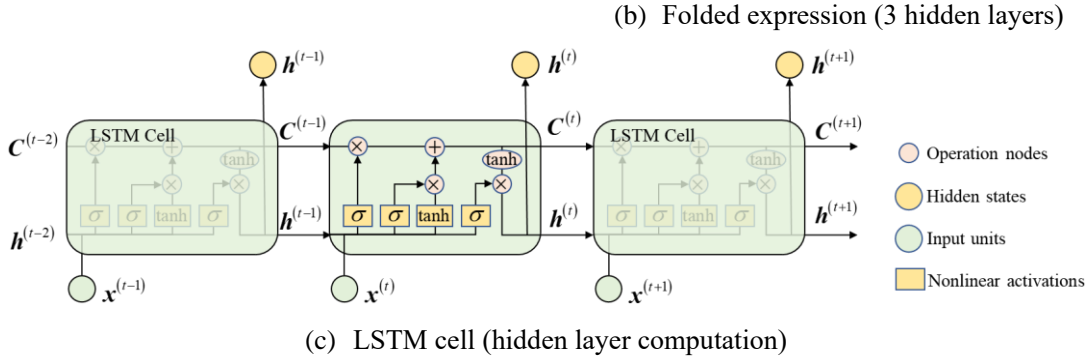 (b) Folded expression (3 hidden layers)
h^(t-1) h^(t) h^(t+1)
LSTM Cell LSTM Cell
C^(t-2) C^(t-1) C^(t) C^(t+1)
× + tanh × + tanh × + tanh
× × × × × ×
σ σ tanh σ σ σ tanh σ σ σ tanh σ
h^(t-2) h^(t-1) h^(t) h^(t+1)
x^(t-1) x^(t) x^(t+1)
Operation nodes
Hidden states
Input units
Nonlinear activations
(c) LSTM cell (hidden layer computation)